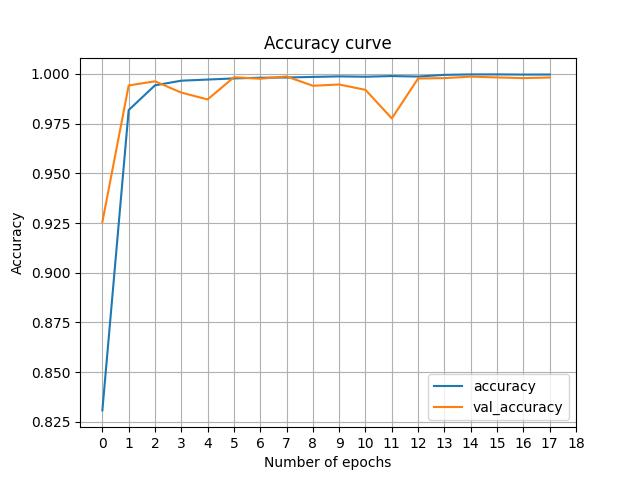 Accuracy curve
1.000
0.975
0.950
0.925
0.900
0.875
0.850
0.825
Accuracy
accuracy
val_accuracy
0 1 2 3 4 5 6 7 8 9 10 11 12 13 14 15 16 17 18
Number of epochs